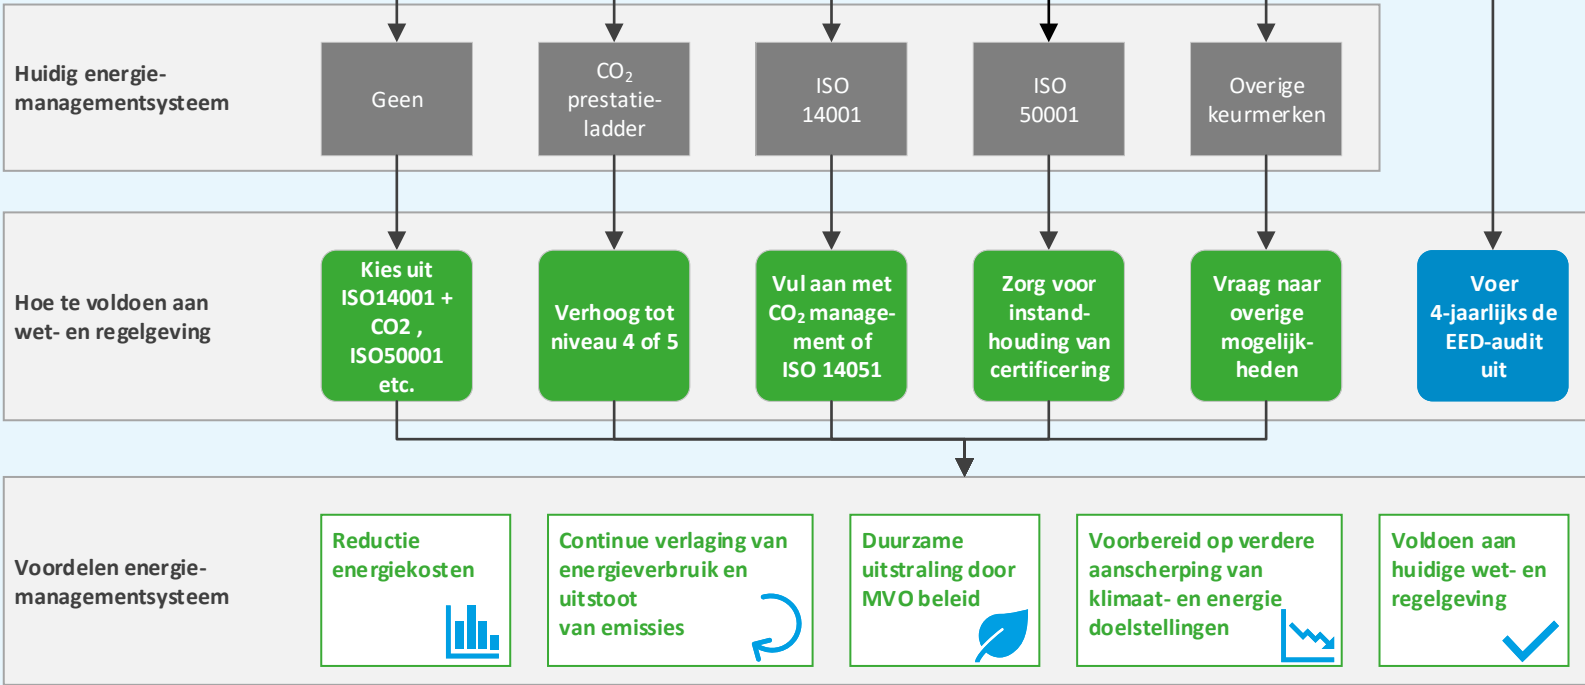 Huidig energie-
managementsysteem
Geen
CO₂
prestatie-
ladder
ISO
14001
ISO
50001
Overige
keurmerken
Hoe te voldoen aan
wet- en regelgeving
Kies uit
ISO14001 +
CO2 ,
ISO50001
etc.
Verhoog tot
niveau 4 of 5
Vul aan met
CO₂ manage-
ment of
ISO 14051
Zorg voor
instand-
houding van
certificering
Vraag naar
overige
mogelijk-
heden
Voer
4-jaarlijks de
EED-audit
uit
Voordelen energie-
managementsysteem
Reductie
energiekosten
Continue verlaging van
energieverbruik en
uitstoot
van emissies
Duurzame
uitstraling door
MVO beleid
Voorbereid op verdere
aanscherping van
klimaat- en energie
doelstellingen
Voldoen aan
huidige wet- en
regelgeving